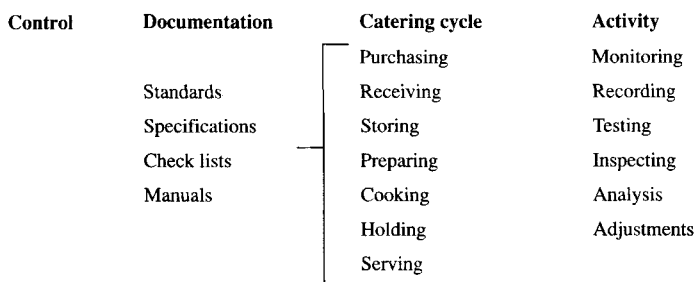 Control Documentation Catering cycle Activity
Purchasing Monitoring
Standards Receiving Recording
Specifications Storing Testing
Check lists Preparing Inspecting
Manuals Cooking Analysis
Holding Adjustments
Serving